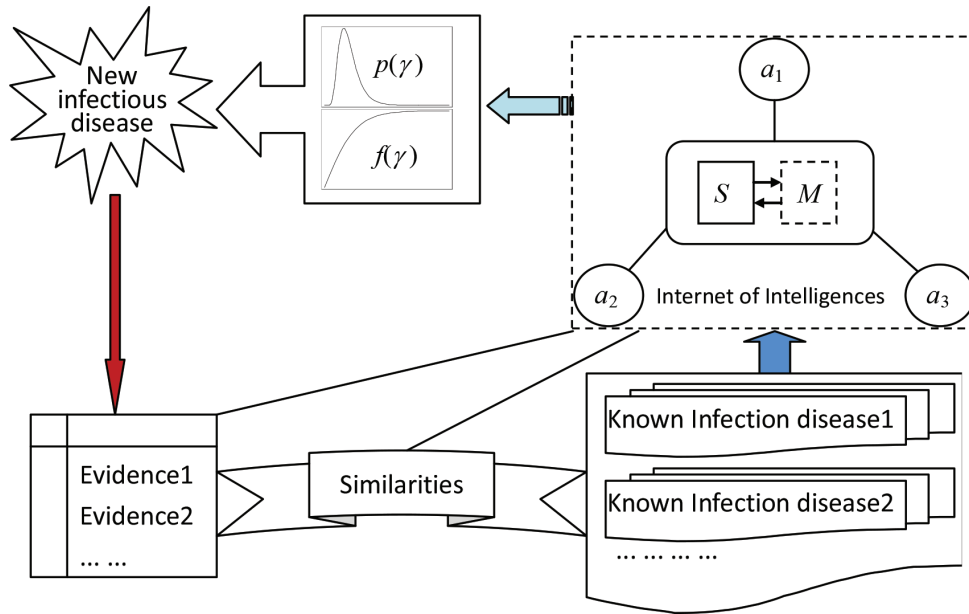 New
infectious
disease
p(γ)
f(γ)
a₁
S
M
a₂
Internet of Intelligences
a₃
Evidence1
Evidence2
... ...
Similarities
Known Infection disease1
Known Infection disease2
... ... ... ...